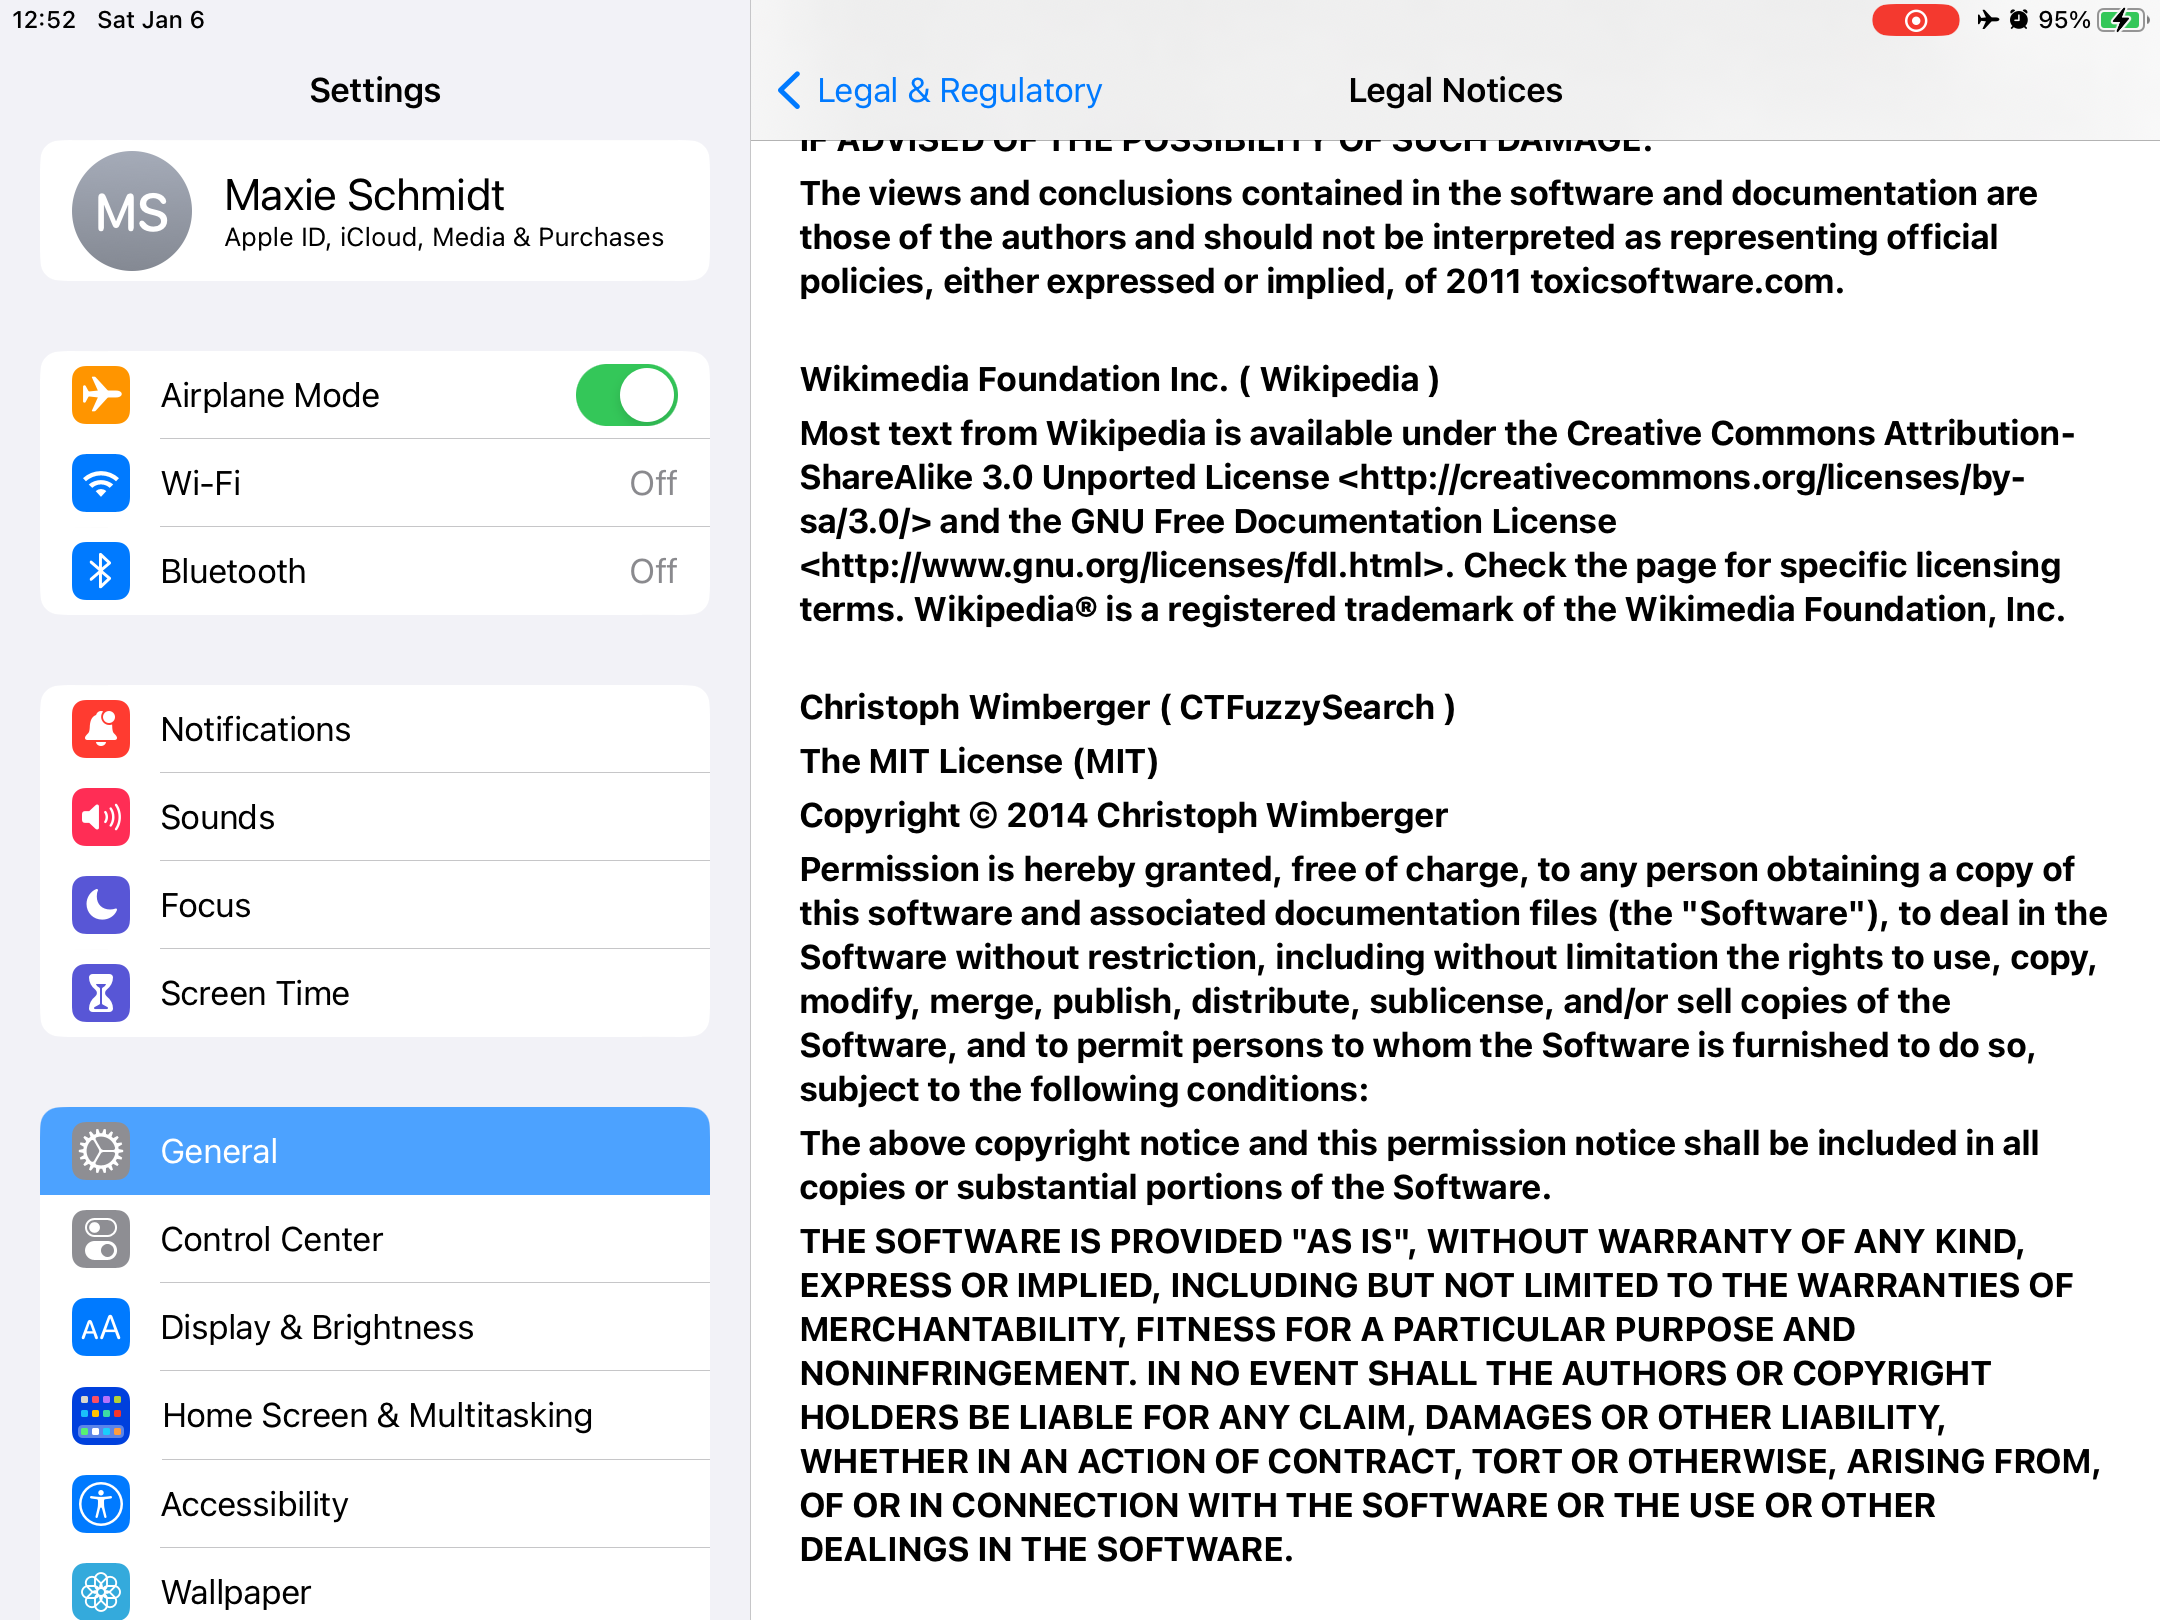 12:52 Sat Jan 6
95%
Settings
MS
Maxie Schmidt
Apple ID, iCloud, Media & Purchases
Airplane Mode
Wi-Fi Off
Bluetooth Off
Notifications
Sounds
Focus
Screen Time
General
Control Center
AA Display & Brightness
Home Screen & Multitasking
Accessibility
Wallpaper
Legal & Regulatory
Legal Notices
IF ADVISED OF THE POSSIBILITY OF SUCH DAMAGE.
The views and conclusions contained in the software and documentation are
those of the authors and should not be interpreted as representing official
policies, either expressed or implied, of 2011 toxicsoftware.com.
Wikimedia Foundation Inc. ( Wikipedia )
Most text from Wikipedia is available under the Creative Commons Attribution-
ShareAlike 3.0 Unported License <http://creativecommons.org/licenses/by-
sa/3.0/> and the GNU Free Documentation License
<http://www.gnu.org/licenses/fdl.html>. Check the page for specific licensing
terms. Wikipedia® is a registered trademark of the Wikimedia Foundation, Inc.
Christoph Wimberger ( CTFuzzySearch )
The MIT License (MIT)
Copyright © 2014 Christoph Wimberger
Permission is hereby granted, free of charge, to any person obtaining a copy of
this software and associated documentation files (the "Software"), to deal in the
Software without restriction, including without limitation the rights to use, copy,
modify, merge, publish, distribute, sublicense, and/or sell copies of the
Software, and to permit persons to whom the Software is furnished to do so,
subject to the following conditions:
The above copyright notice and this permission notice shall be included in all
copies or substantial portions of the Software.
THE SOFTWARE IS PROVIDED "AS IS", WITHOUT WARRANTY OF ANY KIND,
EXPRESS OR IMPLIED, INCLUDING BUT NOT LIMITED TO THE WARRANTIES OF
MERCHANTABILITY, FITNESS FOR A PARTICULAR PURPOSE AND
NONINFRINGEMENT. IN NO EVENT SHALL THE AUTHORS OR COPYRIGHT
HOLDERS BE LIABLE FOR ANY CLAIM, DAMAGES OR OTHER LIABILITY,
WHETHER IN AN ACTION OF CONTRACT, TORT OR OTHERWISE, ARISING FROM,
OF OR IN CONNECTION WITH THE SOFTWARE OR THE USE OR OTHER
DEALINGS IN THE SOFTWARE.